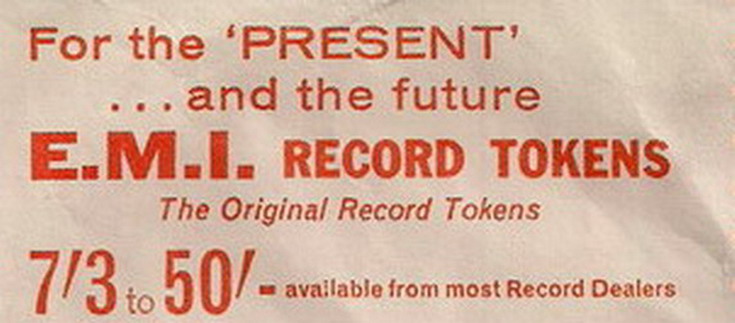 For the 'PRESENT'
...and the future
E.M.I. RECORD TOKENS
The Original Record Tokens
7/3 to 50/- available from most Record Dealers